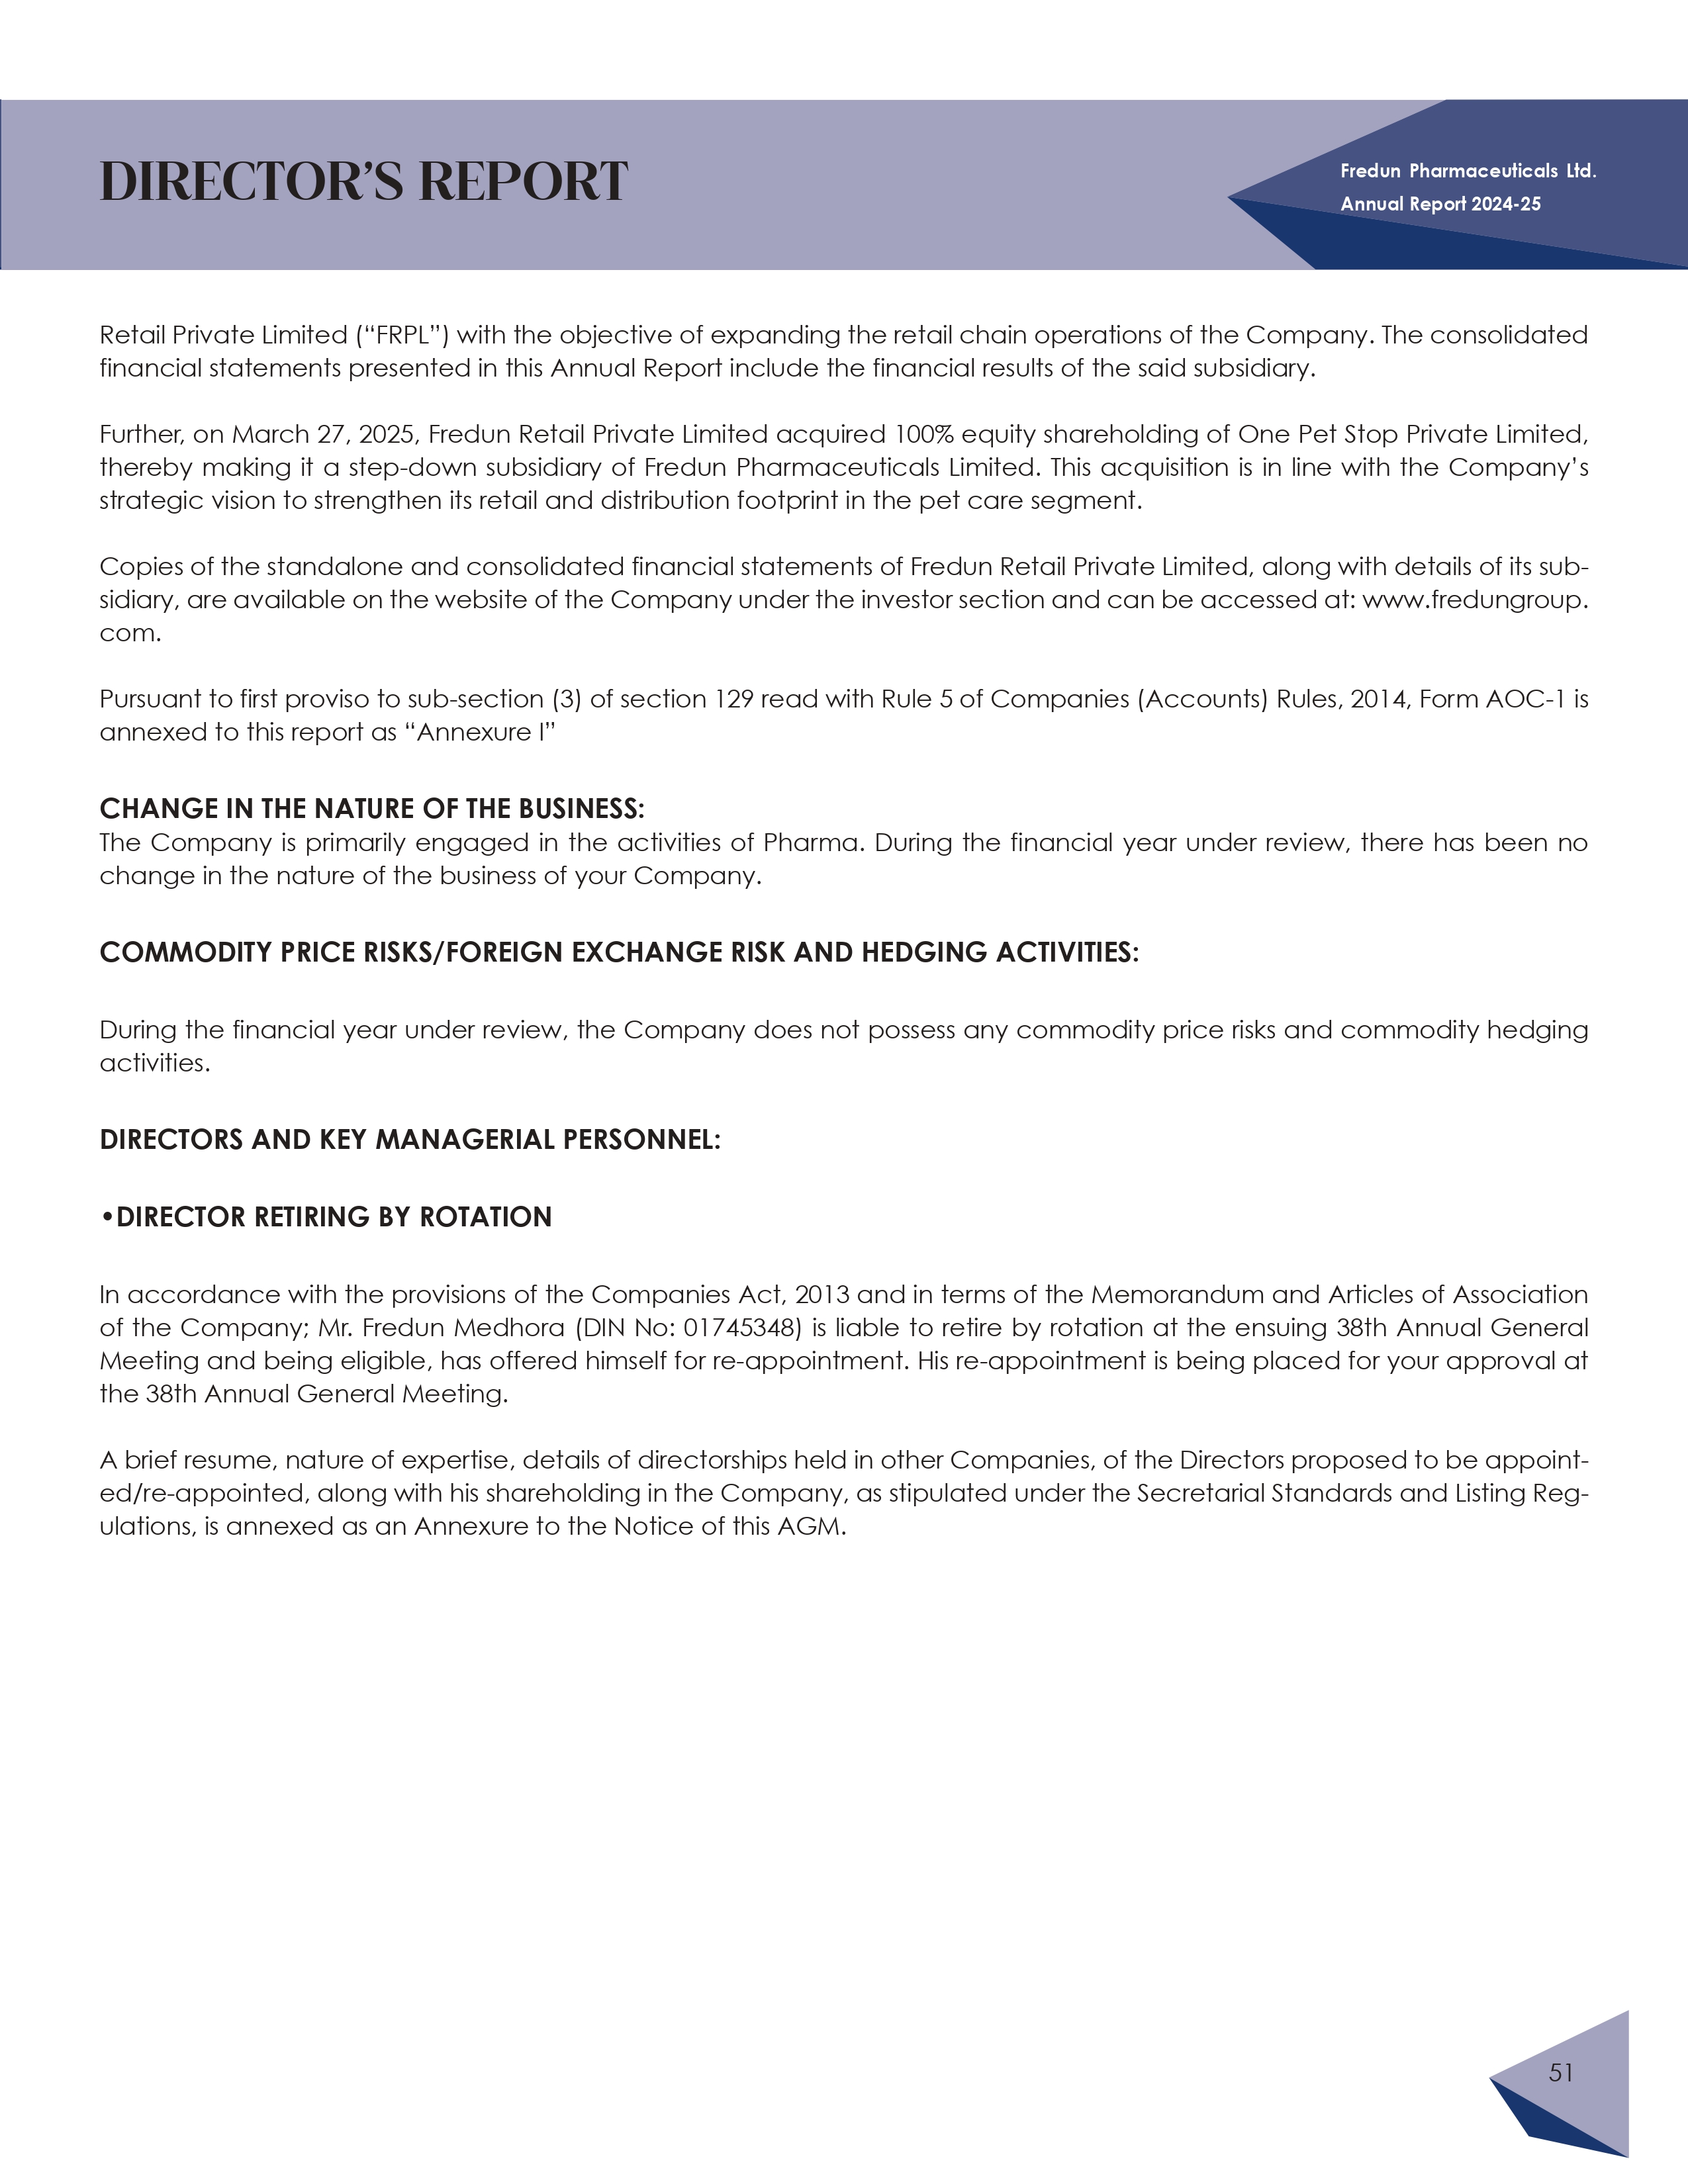 DIRECTOR’S REPORT
Fredun Pharmaceuticals Ltd.
Annual Report 2024-25
Retail Private Limited (“FRPL”) with the objective of expanding the retail chain operations of the Company. The consolidated
financial statements presented in this Annual Report include the financial results of the said subsidiary.
Further, on March 27, 2025, Fredun Retail Private Limited acquired 100% equity shareholding of One Pet Stop Private Limited,
thereby making it a step-down subsidiary of Fredun Pharmaceuticals Limited. This acquisition is in line with the Company’s
strategic vision to strengthen its retail and distribution footprint in the pet care segment.
Copies of the standalone and consolidated financial statements of Fredun Retail Private Limited, along with details of its sub-
sidiary, are available on the website of the Company under the investor section and can be accessed at: www.fredungroup.
com.
Pursuant to first proviso to sub-section (3) of section 129 read with Rule 5 of Companies (Accounts) Rules, 2014, Form AOC-1 is
annexed to this report as “Annexure I”
CHANGE IN THE NATURE OF THE BUSINESS:
The Company is primarily engaged in the activities of Pharma. During the financial year under review, there has been no
change in the nature of the business of your Company.
COMMODITY PRICE RISKS/FOREIGN EXCHANGE RISK AND HEDGING ACTIVITIES:
During the financial year under review, the Company does not possess any commodity price risks and commodity hedging
activities.
DIRECTORS AND KEY MANAGERIAL PERSONNEL:
•DIRECTOR RETIRING BY ROTATION
In accordance with the provisions of the Companies Act, 2013 and in terms of the Memorandum and Articles of Association
of the Company; Mr. Fredun Medhora (DIN No: 01745348) is liable to retire by rotation at the ensuing 38th Annual General
Meeting and being eligible, has offered himself for re-appointment. His re-appointment is being placed for your approval at
the 38th Annual General Meeting.
A brief resume, nature of expertise, details of directorships held in other Companies, of the Directors proposed to be appoint-
ed/re-appointed, along with his shareholding in the Company, as stipulated under the Secretarial Standards and Listing Reg-
ulations, is annexed as an Annexure to the Notice of this AGM.
51